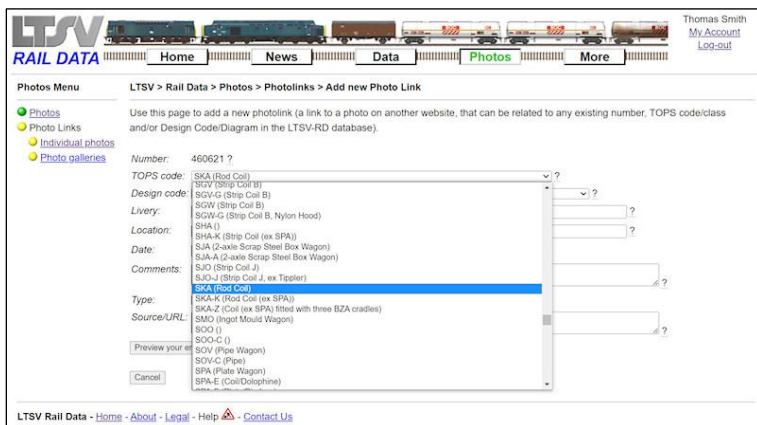 LTSV
RAIL DATA
Home
News
Data
Photos
More
Thomas Smith
My Account
Log-out
Photos Menu
Photos
Photo Links
Individual photos
Photo galleries
LTSV > Rail Data > Photos > Photolinks > Add new Photo Link
Use this page to add a new photolink (a link to a photo on another website, that can be related to any existing number, TOPS code/class
and/or Design Code/Diagram in the LTSV-RD database).
Number: 460621 ?
TOPS code: SKA (Rod Coil) ?
SGV (Strip Coil B)
Design code: ?
SGV-G (Strip Coil B)
SGW (Strip Coil B)
Livery: ?
SGW-G (Strip Coil B, Nylon Hood)
SHA ()
Location: ?
SHA-K (Strip Coil (ex SPA))
SJA (2-axle Scrap Steel Box Wagon)
Date:
SJA-A (2-axle Scrap Steel Box Wagon)
SJO (Strip Coil J)
Comments: ?
SJO-J (Strip Coil J, ex Tippler)
SKA (Rod Coil)
Type:
SKA-K (Rod Coil (ex SPA))
SKA-Z (Coil (ex SPA) fitted with three BZA cradles)
Source/URL: ?
SMO (Ingot Mould Wagon)
SOO ()
SOO-C ()
Preview your en
SOV (Pipe Wagon)
SOV-C (Pipe)
SPA (Plate Wagon)
Cancel
SPA-E (Coil/Dolophine)
LTSV Rail Data - Home - About - Legal - Help - Contact Us